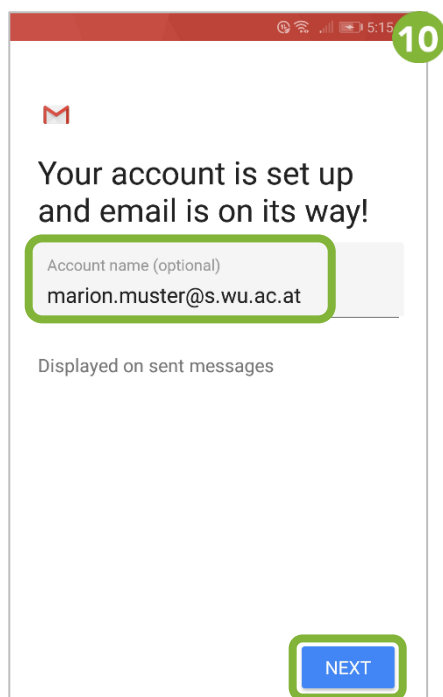 5:15
10
Your account is set up
and email is on its way!
Account name (optional)
marion.muster@s.wu.ac.at
Displayed on sent messages
NEXT